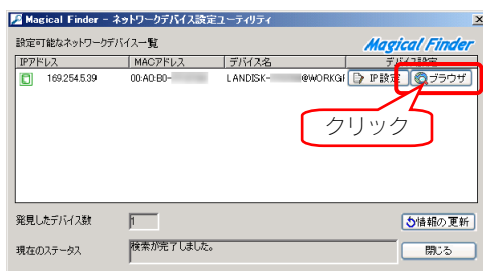 Magical Finder - ネットワークデバイス設定ユーティリティ
設定可能なネットワークデバイス一覧
Magical Finder
IPアドレス MACアドレス デバイス名 デバイス設定
169.254.5.39 00:A0:B0- LANDISK- @WORKGR IP設定 ブラウザ
クリック
発見したデバイス数 1 情報の更新
現在のステータス 検索が完了しました。 閉じる